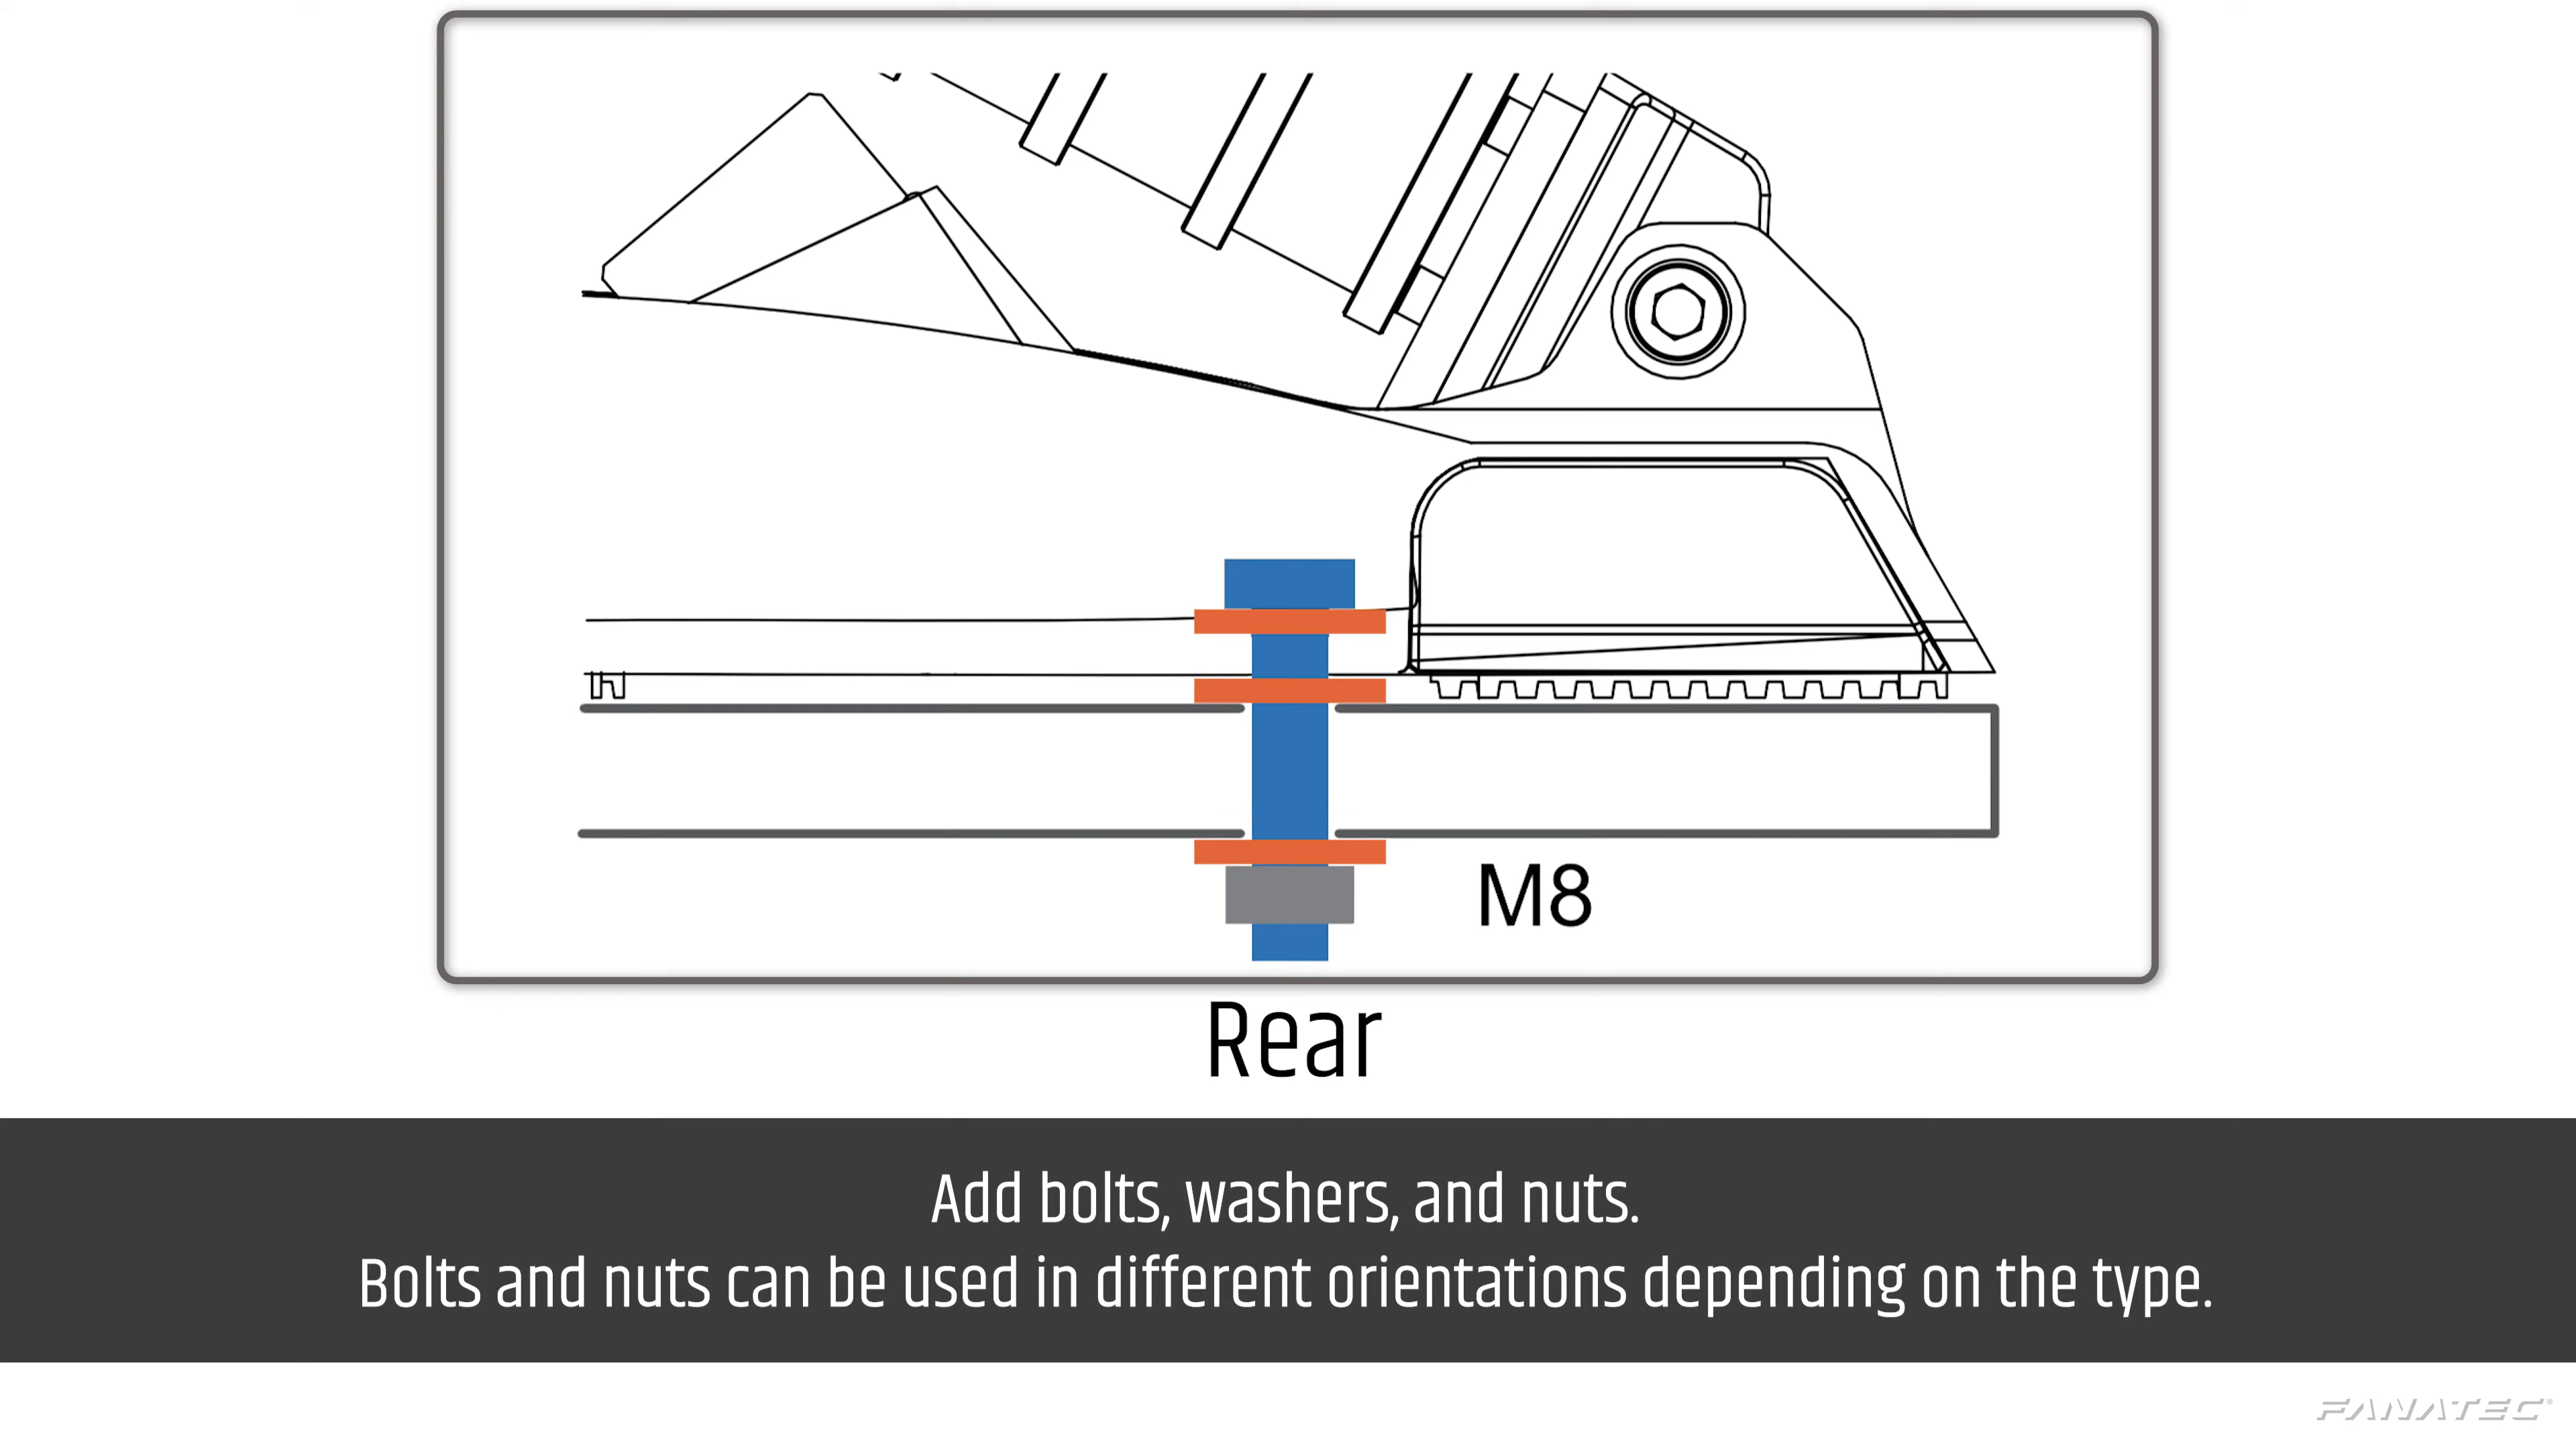 M8
Rear
Add bolts, washers, and nuts.
Bolts and nuts can be used in different orientations depending on the type.
FANATEC®